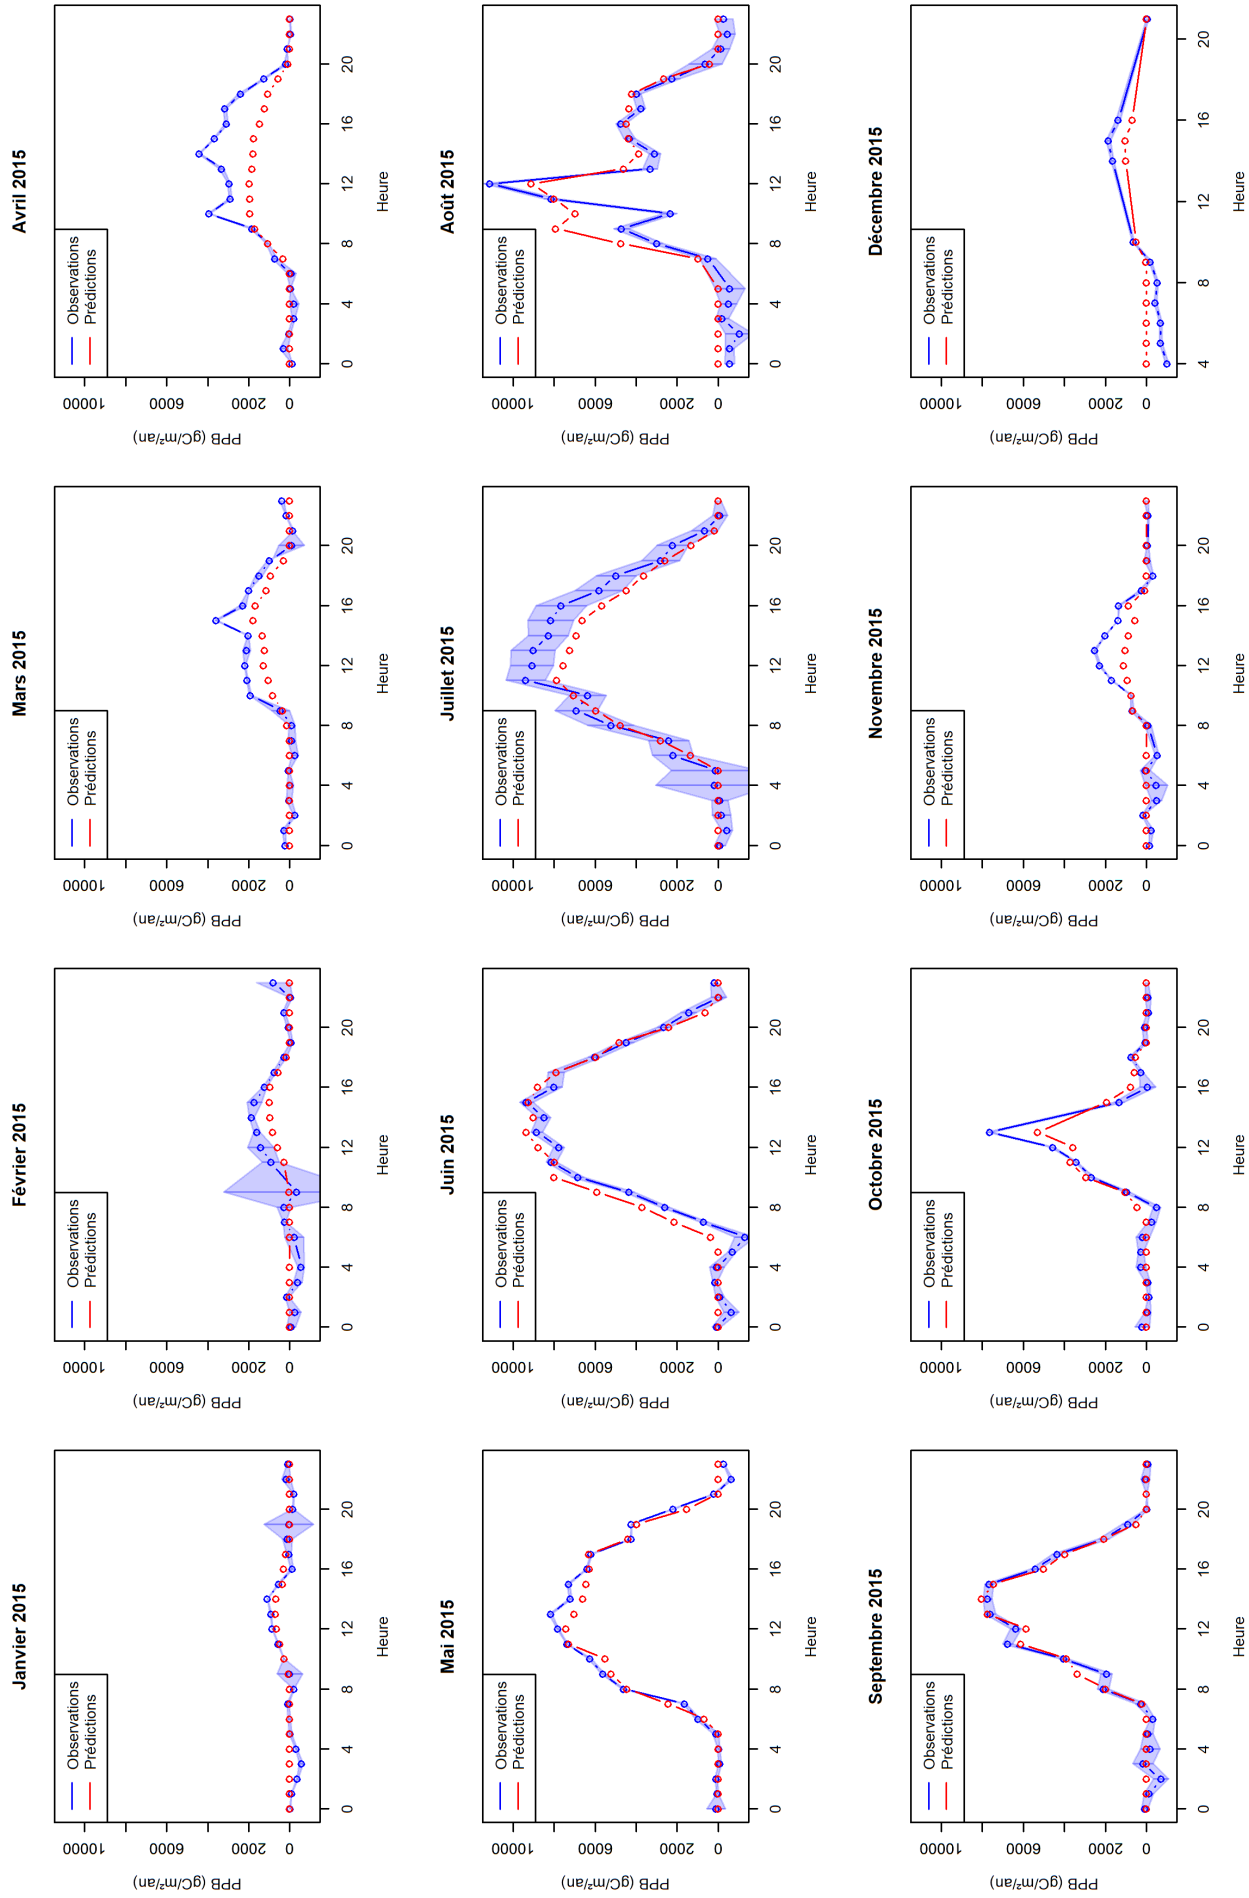 Janvier 2015
Observations
Prédictions
PPB (gC/m²/an)
10000
6000
2000
0
0 4 8 12 16 20
Heure
Février 2015
Observations
Prédictions
PPB (gC/m²/an)
10000
6000
2000
0
0 4 8 12 16 20
Heure
Mars 2015
Observations
Prédictions
PPB (gC/m²/an)
10000
6000
2000
0
0 4 8 12 16 20
Heure
Avril 2015
Observations
Prédictions
PPB (gC/m²/an)
10000
6000
2000
0
0 4 8 12 16 20
Heure
Mai 2015
Observations
Prédictions
PPB (gC/m²/an)
10000
6000
2000
0
0 4 8 12 16 20
Heure
Juin 2015
Observations
Prédictions
PPB (gC/m²/an)
10000
6000
2000
0
0 4 8 12 16 20
Heure
Juillet 2015
Observations
Prédictions
PPB (gC/m²/an)
10000
6000
2000
0
0 4 8 12 16 20
Heure
Août 2015
Observations
Prédictions
PPB (gC/m²/an)
10000
6000
2000
0
0 4 8 12 16 20
Heure
Septembre 2015
Observations
Prédictions
PPB (gC/m²/an)
10000
6000
2000
0
0 4 8 12 16 20
Heure
Octobre 2015
Observations
Prédictions
PPB (gC/m²/an)
10000
6000
2000
0
0 4 8 12 16 20
Heure
Novembre 2015
Observations
Prédictions
PPB (gC/m²/an)
10000
6000
2000
0
0 4 8 12 16 20
Heure
Décembre 2015
Observations
Prédictions
PPB (gC/m²/an)
10000
6000
2000
0
4 8 12 16 20
Heure